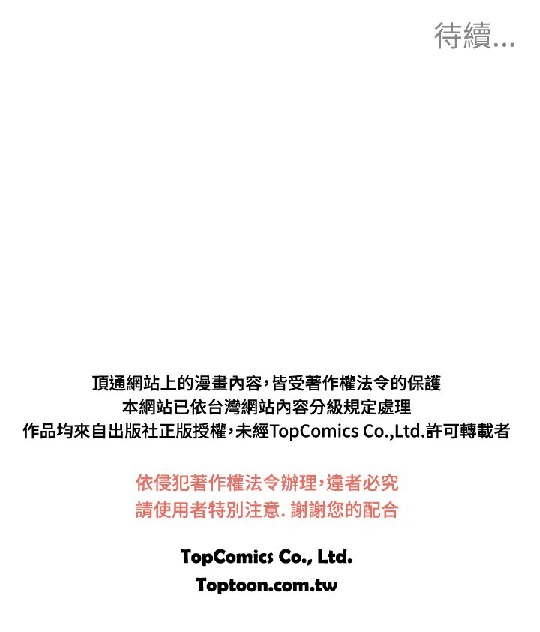 待續...
頂通網站上的漫畫內容，皆受著作權法令的保護
本網站已依台灣網站內容分級規定處理
作品均來自出版社正版授權，未經TopComics Co.,Ltd.許可轉載者
依侵犯著作權法令辦理，違者必究
請使用者特別注意. 謝謝您的配合
TopComics Co., Ltd.
Toptoon.com.tw